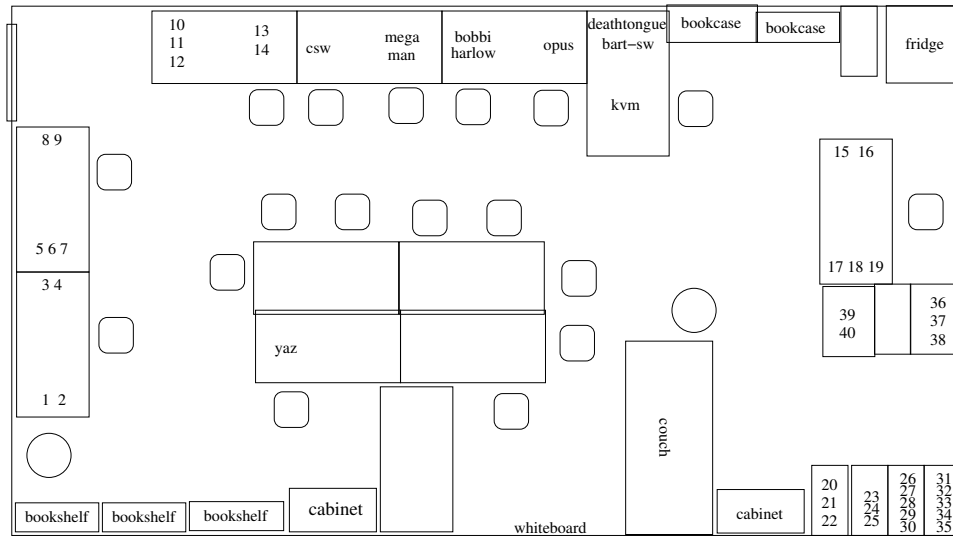 10
11
12
13
14
csw
mega
man
bobbi
harlow
opus
deathtongue
bart-sw
kvm
bookcase
bookcase
fridge
8 9
5 6 7
3 4
1 2
15 16
17 18 19
39
40
36
37
38
yaz
couch
bookshelf
bookshelf
bookshelf
cabinet
whiteboard
cabinet
20
21
22
23
24
25
26
27
28
29
30
31
32
33
34
35